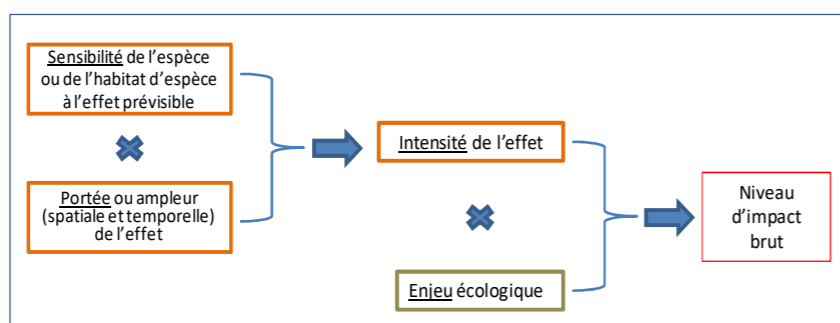 Sensibilité de l'espèce
ou de l'habitat d'espèce
à l'effet prévisible
Portée ou ampleur
(spatiale et temporelle)
de l'effet
Intensité de l'effet
Enjeu écologique
Niveau
d'impact
brut